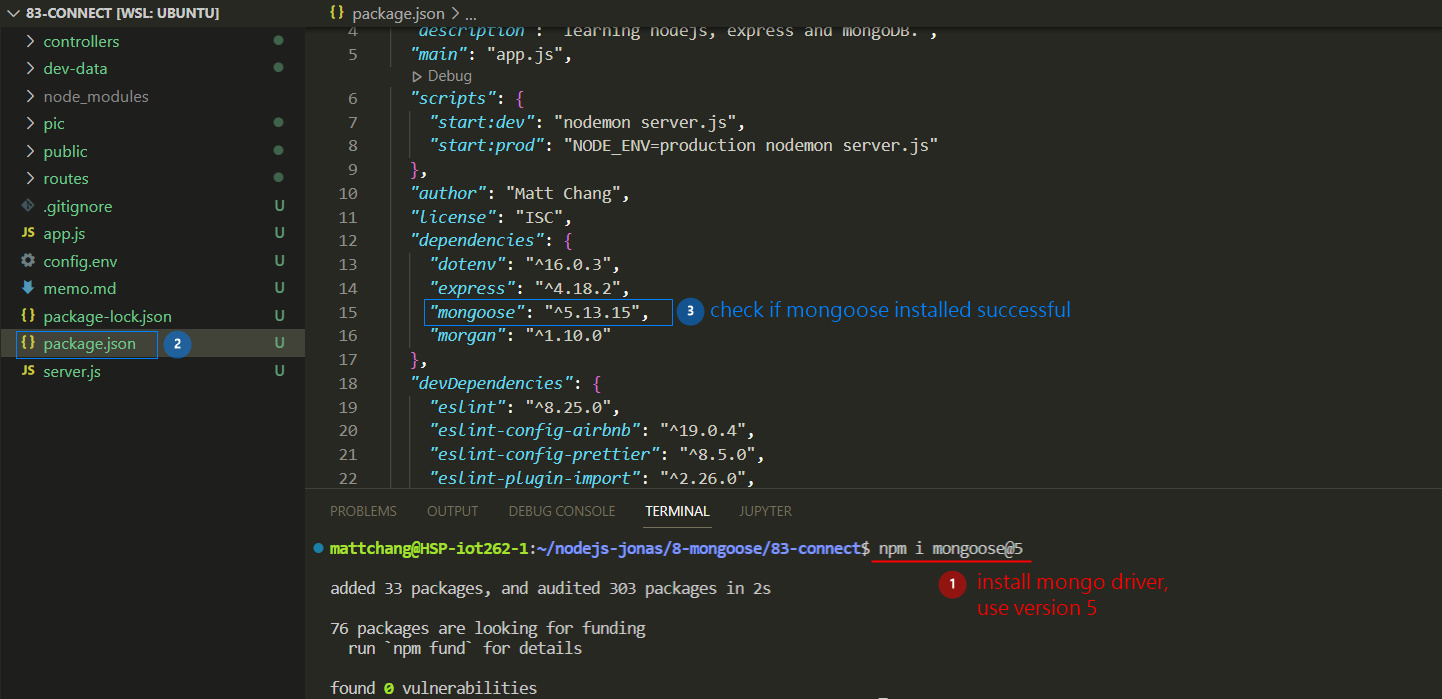 83-CONNECT [WSL: UBUNTU]
controllers
dev-data
node_modules
pic
public
routes
.gitignore U
JS app.js U
config.env U
memo.md U
{} package-lock.json U
{} package.json 2 U
JS server.js U
{} package.json > ...
4 "description": "learning nodejs, express and mongoDB.",
5 "main": "app.js",
Debug
6 "scripts": {
7 "start:dev": "nodemon server.js",
8 "start:prod": "NODE_ENV=production nodemon server.js"
9 },
10 "author": "Matt Chang",
11 "license": "ISC",
12 "dependencies": {
13 "dotenv": "^16.0.3",
14 "express": "^4.18.2",
15 "mongoose": "^5.13.15", 3 check if mongoose installed successful
16 "morgan": "^1.10.0"
17 },
18 "devDependencies": {
19 "eslint": "^8.25.0",
20 "eslint-config-airbnb": "^19.0.4",
21 "eslint-config-prettier": "^8.5.0",
22 "eslint-plugin-import": "^2.26.0",
PROBLEMS OUTPUT DEBUG CONSOLE TERMINAL JUPYTER
mattchang@HSP-iot262-1:~/nodejs-jonas/8-mongoose/83-connect$ npm i mongoose@5
1 install mongo driver,
use version 5
added 33 packages, and audited 303 packages in 2s
76 packages are looking for funding
run `npm fund` for details
found 0 vulnerabilities